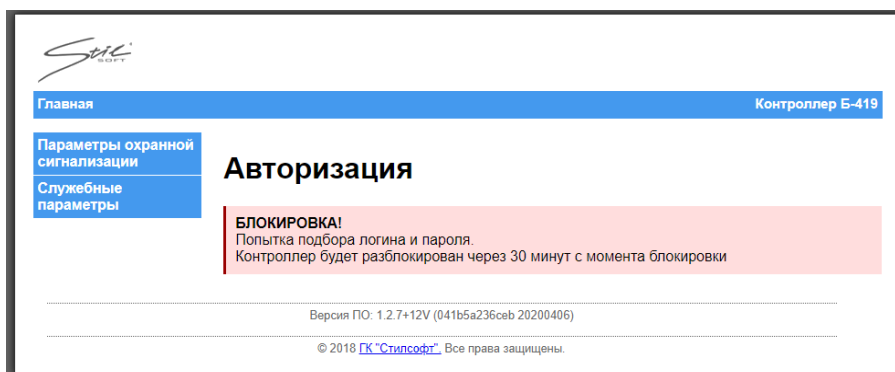 Stil
SOFT
Главная
Контроллер Б-419
Параметры охранной
сигнализации
Служебные
параметры
Авторизация
БЛОКИРОВКА!
Попытка подбора логина и пароля.
Контроллер будет разблокирован через 30 минут с момента блокировки
Версия ПО: 1.2.7+12V (041b5a236ceb 20200406)
© 2018 ГК "Стилсофт". Все права защищены.